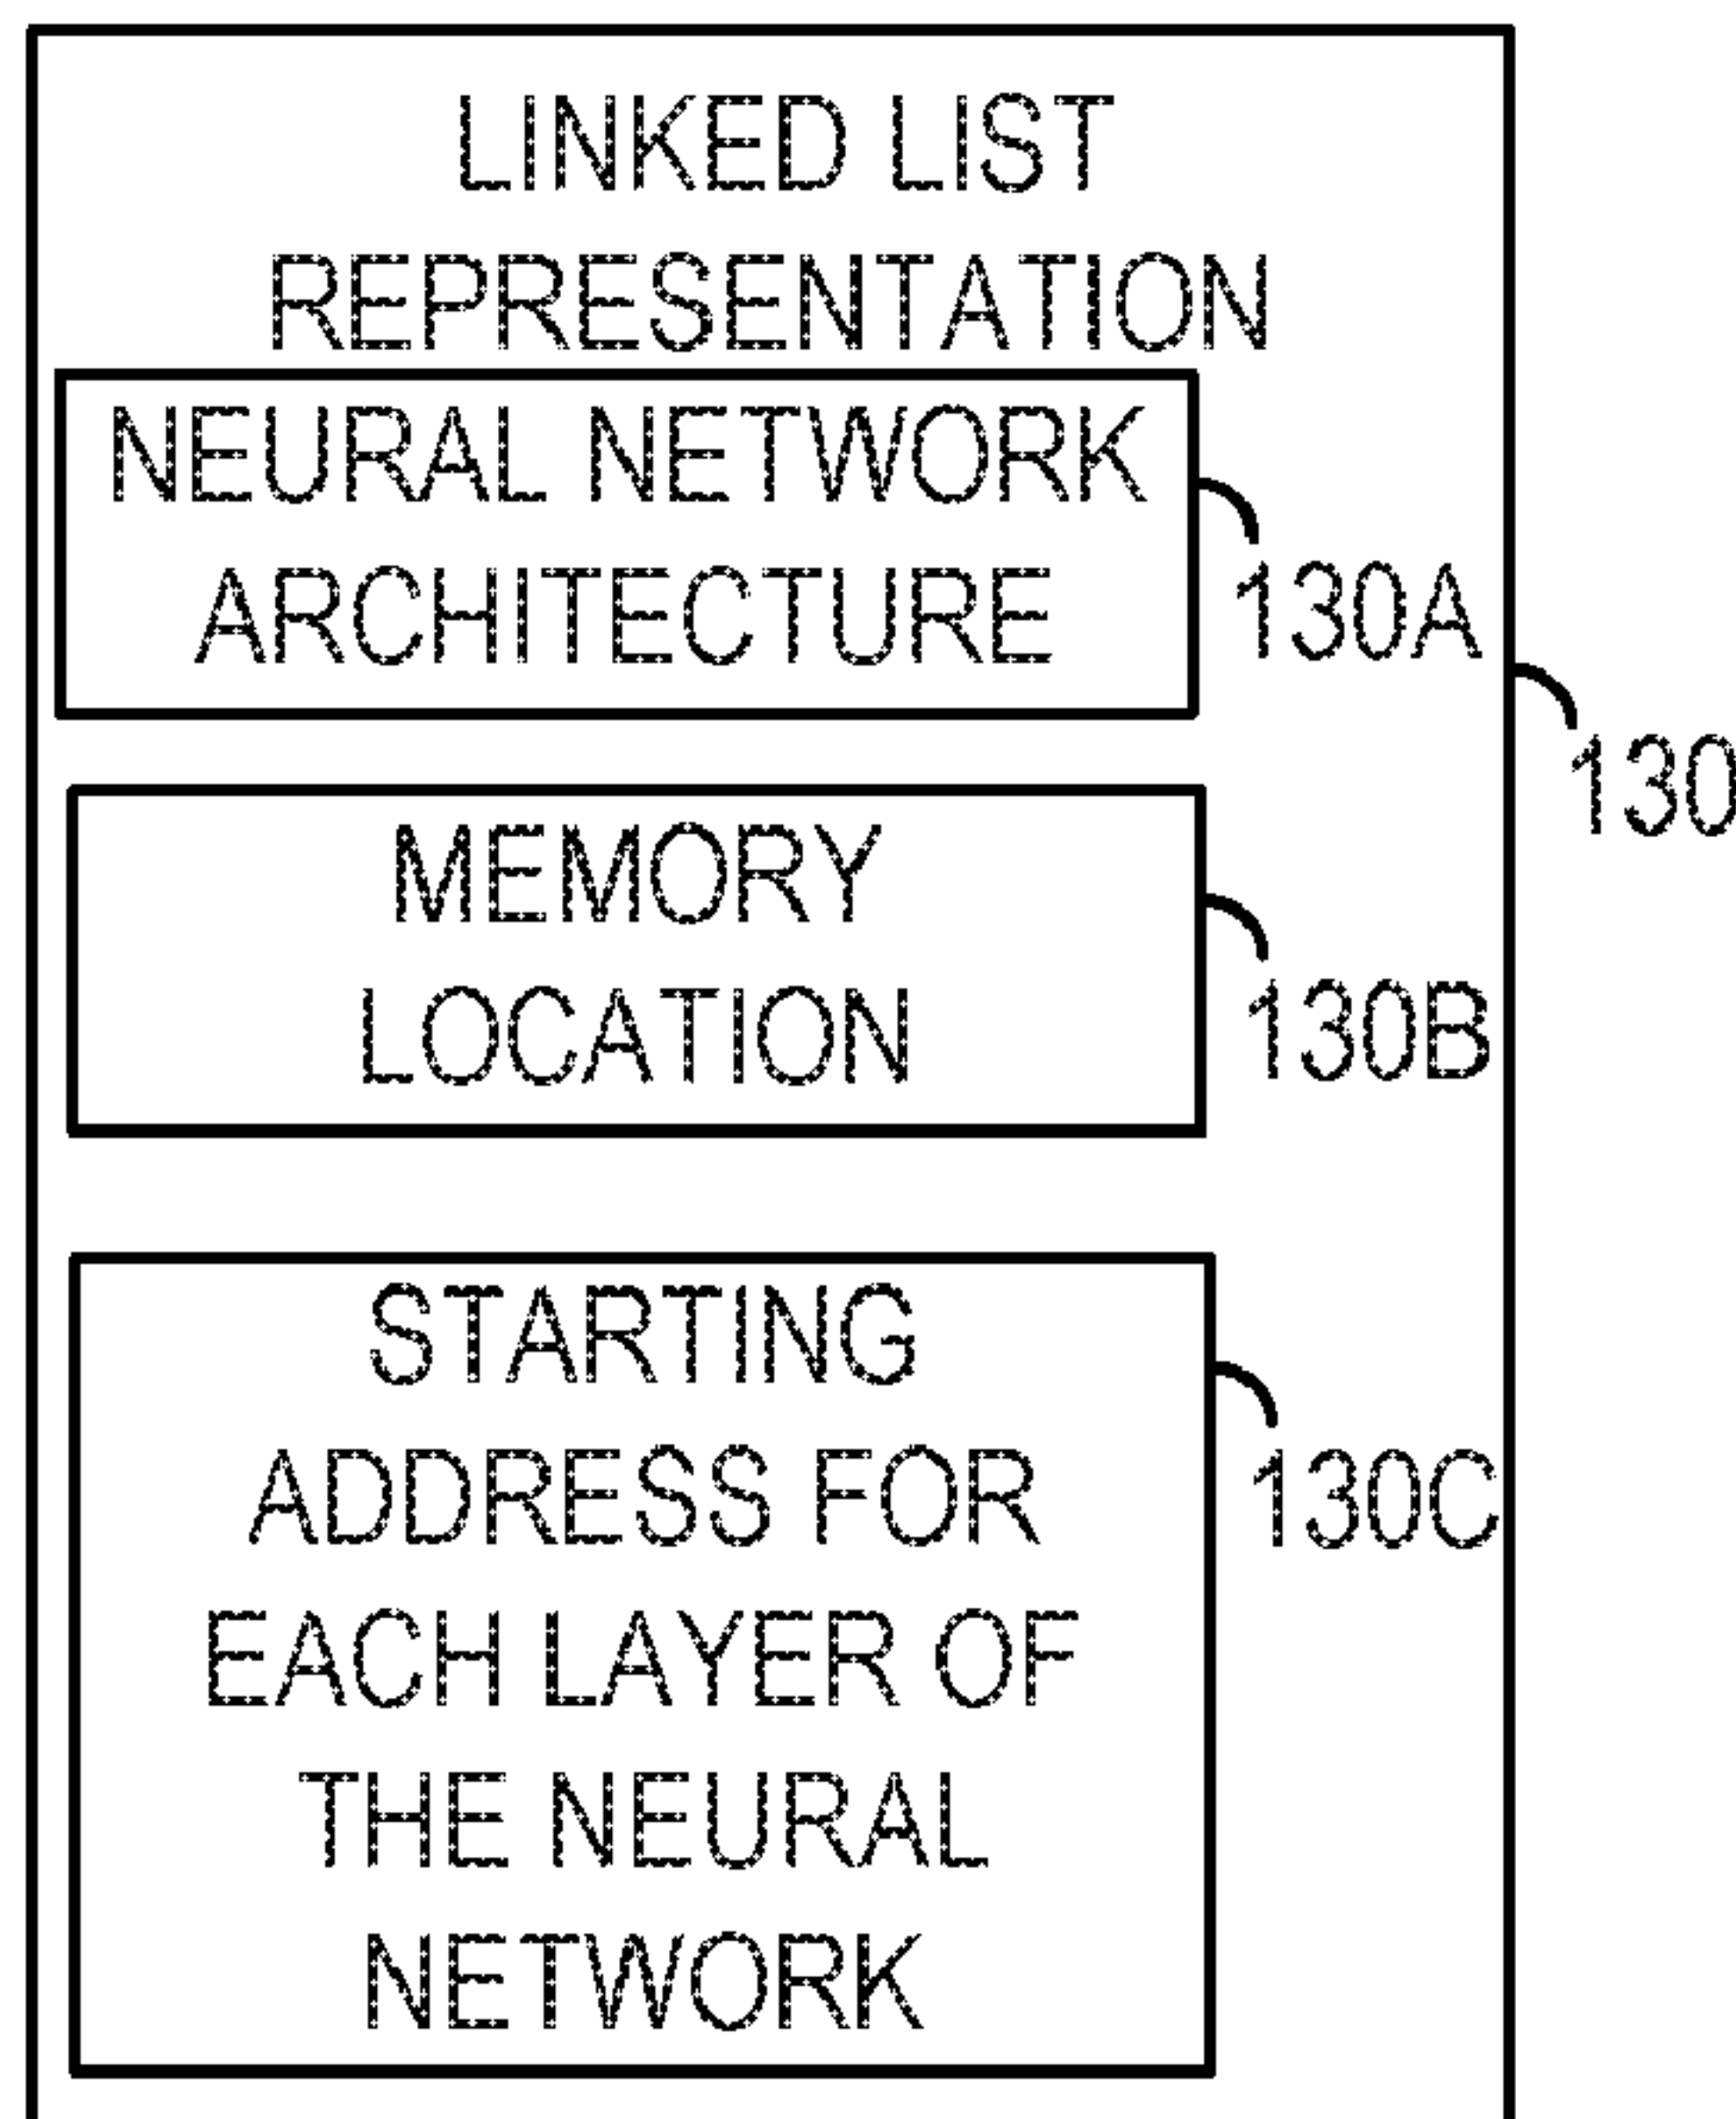 LINKED LIST
REPRESENTATION
NEURAL NETWORK
ARCHITECTURE
130A
130
MEMORY
LOCATION
130B
STARTING
ADDRESS FOR
EACH LAYER OF
THE NEURAL
NETWORK
130C